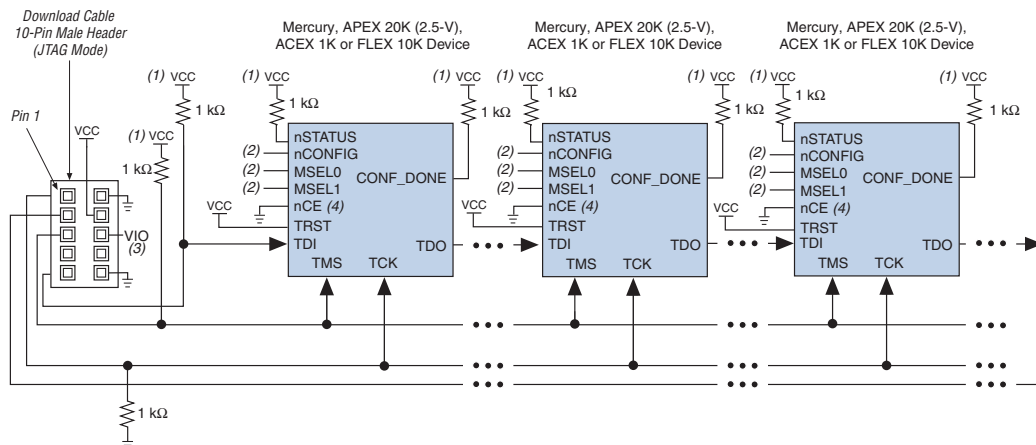 Download Cable
10-Pin Male Header
(JTAG Mode)
Pin 1
VCC
(1) VCC
1 kΩ
(1) VCC
1 kΩ
VIO
(3)
1 kΩ
Mercury, APEX 20K (2.5-V),
ACEX 1K or FLEX 10K Device
(1) VCC
1 kΩ
(1) VCC
1 kΩ
nSTATUS
(2) nCONFIG
(2) MSEL0
(2) MSEL1
CONF_DONE
nCE (4)
VCC
TRST
TDI
TDO
TMS
TCK
Mercury, APEX 20K (2.5-V),
ACEX 1K or FLEX 10K Device
(1) VCC
1 kΩ
(1) VCC
1 kΩ
nSTATUS
(2) nCONFIG
(2) MSEL0
(2) MSEL1
CONF_DONE
nCE (4)
VCC
TRST
TDI
TDO
TMS
TCK
Mercury, APEX 20K (2.5-V),
ACEX 1K or FLEX 10K Device
(1) VCC
1 kΩ
(1) VCC
1 kΩ
nSTATUS
(2) nCONFIG
(2) MSEL0
(2) MSEL1
CONF_DONE
nCE (4)
VCC
TRST
TDI
TDO
TMS
TCK